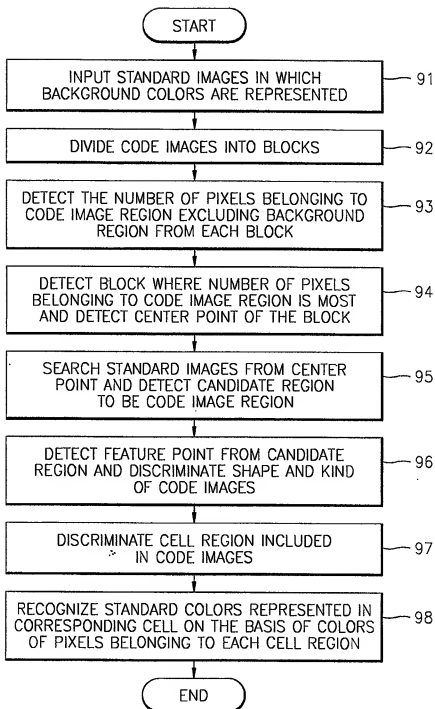 START
INPUT STANDARD IMAGES IN WHICH
BACKGROUND COLORS ARE REPRESENTED
91
DIVIDE CODE IMAGES INTO BLOCKS
92
DETECT THE NUMBER OF PIXELS BELONGING TO
CODE IMAGE REGION EXCLUDING BACKGROUND
REGION FROM EACH BLOCK
93
DETECT BLOCK WHERE NUMBER OF PIXELS
BELONGING TO CODE IMAGE REGION IS MOST
AND DETECT CENTER POINT OF THE BLOCK
94
SEARCH STANDARD IMAGES FROM CENTER
POINT AND DETECT CANDIDATE REGION
TO BE CODE IMAGE REGION
95
DETECT FEATURE POINT FROM CANDIDATE
REGION AND DISCRIMINATE SHAPE AND KIND
OF CODE IMAGES
96
DISCRIMINATE CELL REGION INCLUDED
IN CODE IMAGES
97
RECOGNIZE STANDARD COLORS REPRESENTED IN
CORRESPONDING CELL ON THE BASIS OF COLORS
OF PIXELS BELONGING TO EACH CELL REGION
98
END